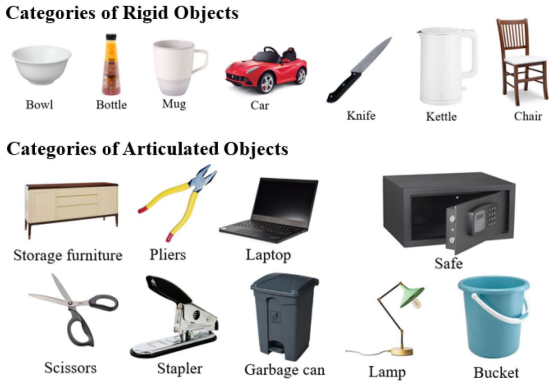 Categories of Rigid Objects
Bowl
Bottle
Mug
Car
Knife
Kettle
Chair
Categories of Articulated Objects
Storage furniture
Pliers
Laptop
Safe
Scissors
Stapler
Garbage can
Lamp
Bucket